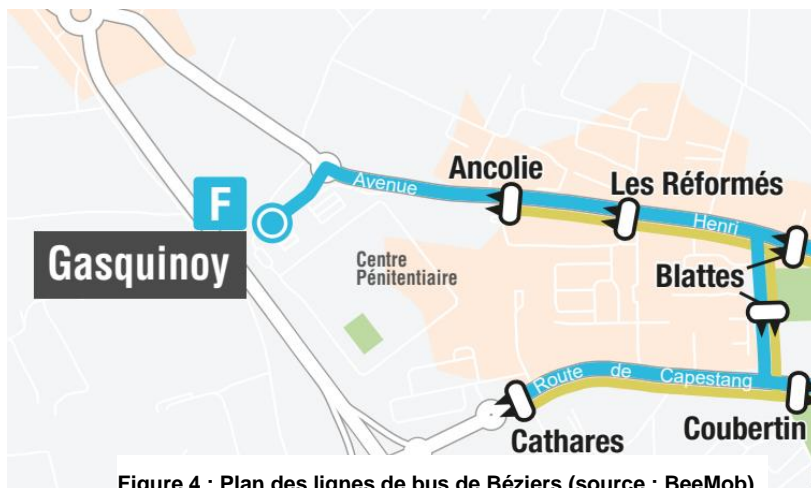 Ancolie
Avenue
Les Réformés
F
Henri
Gasquinoy
Centre
Pénitentiaire
Blattes
Route de Capestang
Coubertin
Cathares
Figure 4 : Plan des lignes de bus de Béziers (source : BeeMob)